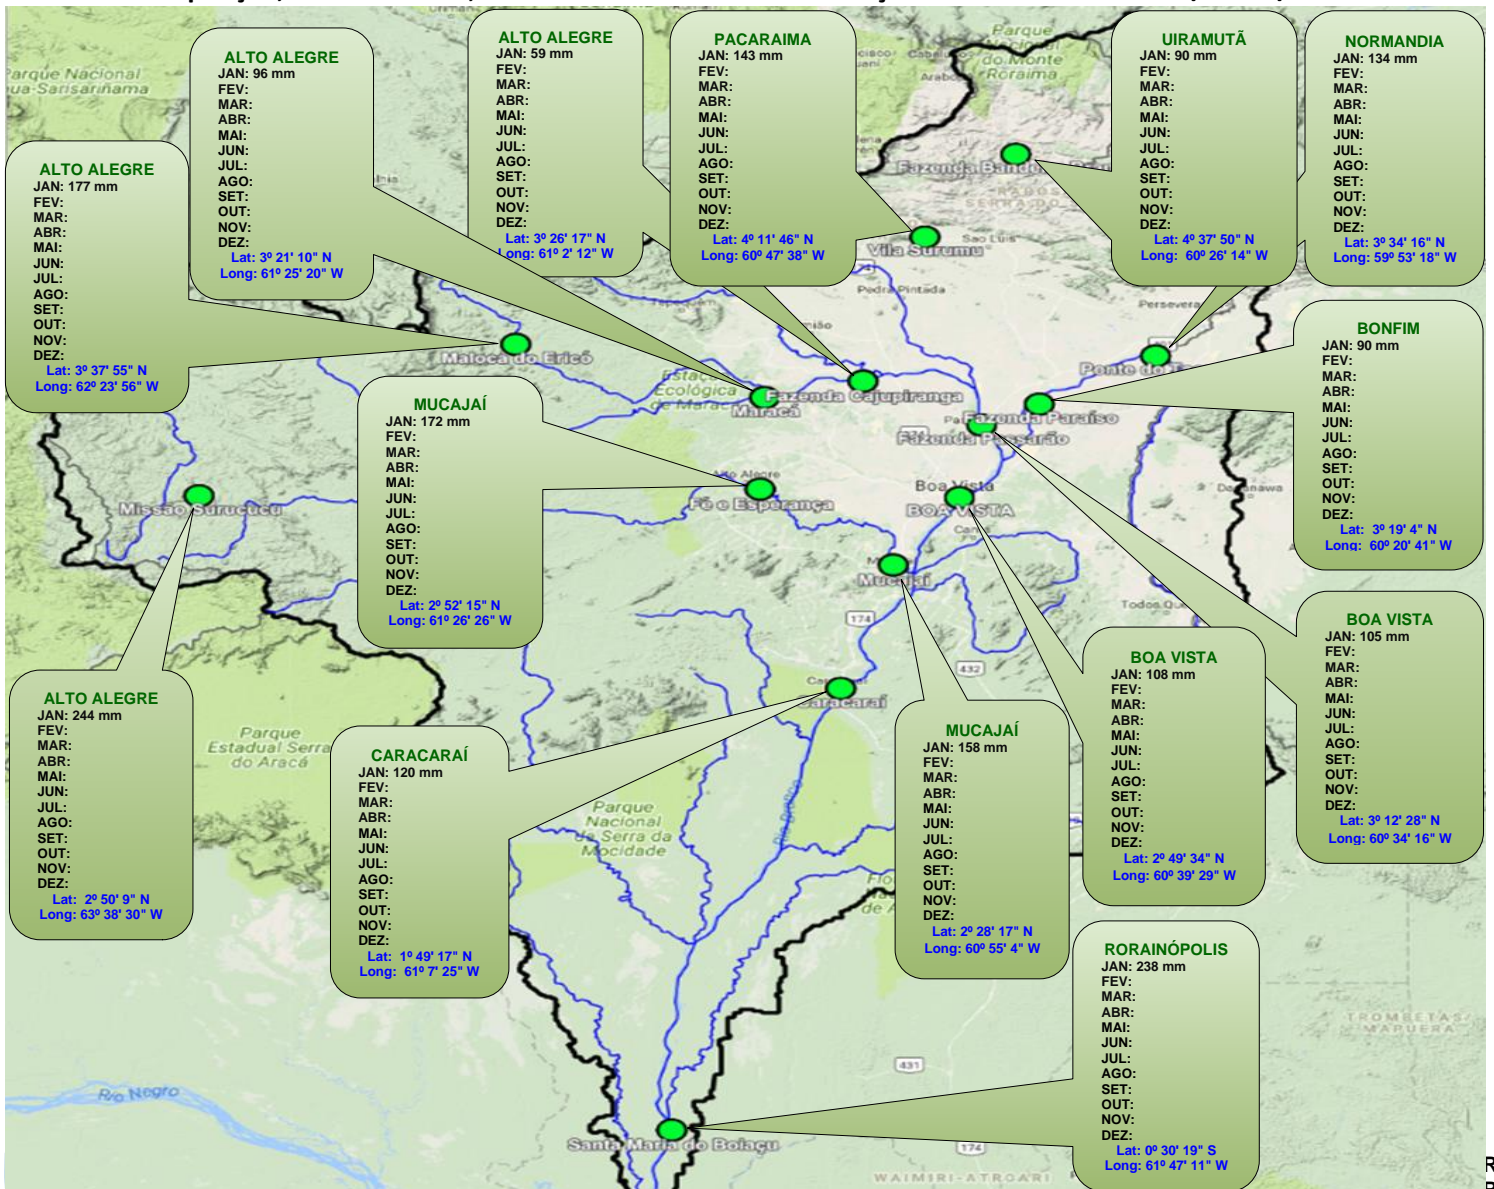 ALTO ALEGRE
JAN: 177 mm
FEV:
MAR:
ABR:
MAI:
JUN:
JUL:
AGO:
SET:
OUT:
NOV:
DEZ:
Lat: 3º 37' 55" N
Long: 62º 23' 56" W
ALTO ALEGRE
JAN: 96 mm
FEV:
MAR:
ABR:
MAI:
JUN:
JUL:
AGO:
SET:
OUT:
NOV:
DEZ:
Lat: 3º 21' 10" N
Long: 61º 25' 20" W
ALTO ALEGRE
JAN: 59 mm
FEV:
MAR:
ABR:
MAI:
JUN:
JUL:
AGO:
SET:
OUT:
NOV:
DEZ:
Lat: 3º 26' 17" N
Long: 61º 2' 12" W
PACARAIMA
JAN: 143 mm
FEV:
MAR:
ABR:
MAI:
JUN:
JUL:
AGO:
SET:
OUT:
NOV:
DEZ:
Lat: 4º 11' 46" N
Long: 60º 47' 38" W
UIRAMUTÃ
JAN: 90 mm
FEV:
MAR:
ABR:
MAI:
JUN:
JUL:
AGO:
SET:
OUT:
NOV:
DEZ:
Lat: 4º 37' 50" N
Long: 60º 26' 14" W
NORMANDIA
JAN: 134 mm
FEV:
MAR:
ABR:
MAI:
JUN:
JUL:
AGO:
SET:
OUT:
NOV:
DEZ:
Lat: 3º 34' 16" N
Long: 59º 53' 18" W
BONFIM
JAN: 90 mm
FEV:
MAR:
ABR:
MAI:
JUN:
JUL:
AGO:
SET:
OUT:
NOV:
DEZ:
Lat: 3º 19' 4" N
Long: 60º 20' 41" W
MUCAJAÍ
JAN: 172 mm
FEV:
MAR:
ABR:
MAI:
JUN:
JUL:
AGO:
SET:
OUT:
NOV:
DEZ:
Lat: 2º 52' 15" N
Long: 61º 26' 26" W
BOA VISTA
JAN: 105 mm
FEV:
MAR:
ABR:
MAI:
JUN:
JUL:
AGO:
SET:
OUT:
NOV:
DEZ:
Lat: 3º 12' 28" N
Long: 60º 34' 16" W
BOA VISTA
JAN: 108 mm
FEV:
MAR:
ABR:
MAI:
JUN:
JUL:
AGO:
SET:
OUT:
NOV:
DEZ:
Lat: 2º 49' 34" N
Long: 60º 39' 29" W
ALTO ALEGRE
JAN: 244 mm
FEV:
MAR:
ABR:
MAI:
JUN:
JUL:
AGO:
SET:
OUT:
NOV:
DEZ:
Lat: 2º 50' 9" N
Long: 63º 38' 30" W
CARACARAÍ
JAN: 120 mm
FEV:
MAR:
ABR:
MAI:
JUN:
JUL:
AGO:
SET:
OUT:
NOV:
DEZ:
Lat: 1º 49' 17" N
Long: 61º 7' 25" W
MUCAJAÍ
JAN: 158 mm
FEV:
MAR:
ABR:
MAI:
JUN:
JUL:
AGO:
SET:
OUT:
NOV:
DEZ:
Lat: 2º 28' 17" N
Long: 60º 55' 4" W
RORAINÓPOLIS
JAN: 238 mm
FEV:
MAR:
ABR:
MAI:
JUN:
JUL:
AGO:
SET:
OUT:
NOV:
DEZ:
Lat: 0º 30' 19" S
Long: 61º 47' 11" W
Parque
do Monte
Roraima
Parque Nacional
Fazenda
Vila Surumu
Sao Luis
Pedra Pintada
Maloca do Ericó
Ecológica
Maracá
Fazenda Cajupiranga
Ponte do
Fazenda Paraíso
Fazenda Passarão
Missão Surucucu
Alto Alegre
Fé e Esperança
Boa Vista
BOA VISTA
Mucajaí
174
432
Caracaraí
Parque
Estadual Serra
do Aracá
Parque
Nacional
da Serra da
Mocidade
Rio Branco
TROMBETAS/
MAPUERA
431
Rio Negro
Santa Maria do Boiaçu
174
WAIMIRI-ATROARI